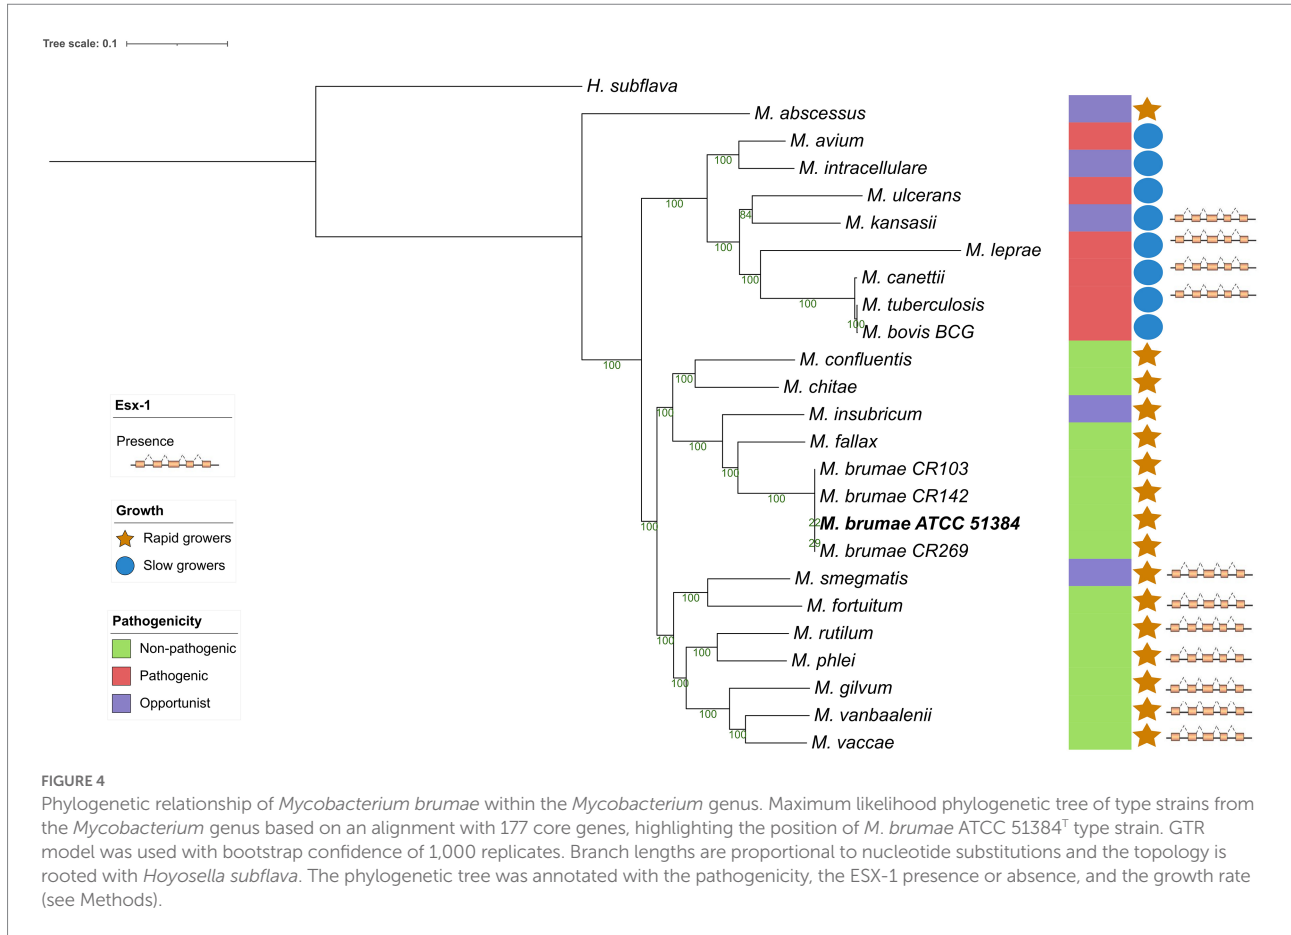 Tree scale: 0.1
H. subflava
M. abscessus
M. avium
100
M. intracellulare
M. ulcerans
100
84
M. kansasii
100
M. leprae
100
M. canettii
100
M. tuberculosis
100
M. bovis BCG
M. confluentis
100
100
M. chitae
Esx-1
100
M. insubricum
Presence
M. fallax
100
100
M. brumae CR103
100
M. brumae CR142
Growth
100
22
M. brumae ATCC 51384
Rapid growers
29
M. brumae CR269
Slow growers
M. smegmatis
100
M. fortuitum
Pathogenicity
100
M. rutilum
Non-pathogenic
100
M. phlei
Pathogenic
100
M. gilvum
Opportunist
100
M. vanbaalenii
100
M. vaccae
FIGURE 4
Phylogenetic relationship of Mycobacterium brumae within the Mycobacterium genus. Maximum likelihood phylogenetic tree of type strains from
the Mycobacterium genus based on an alignment with 177 core genes, highlighting the position of M. brumae ATCC 51384T type strain. GTR
model was used with bootstrap confidence of 1,000 replicates. Branch lengths are proportional to nucleotide substitutions and the topology is
rooted with Hoyosella subflava. The phylogenetic tree was annotated with the pathogenicity, the ESX-1 presence or absence, and the growth rate
(see Methods).